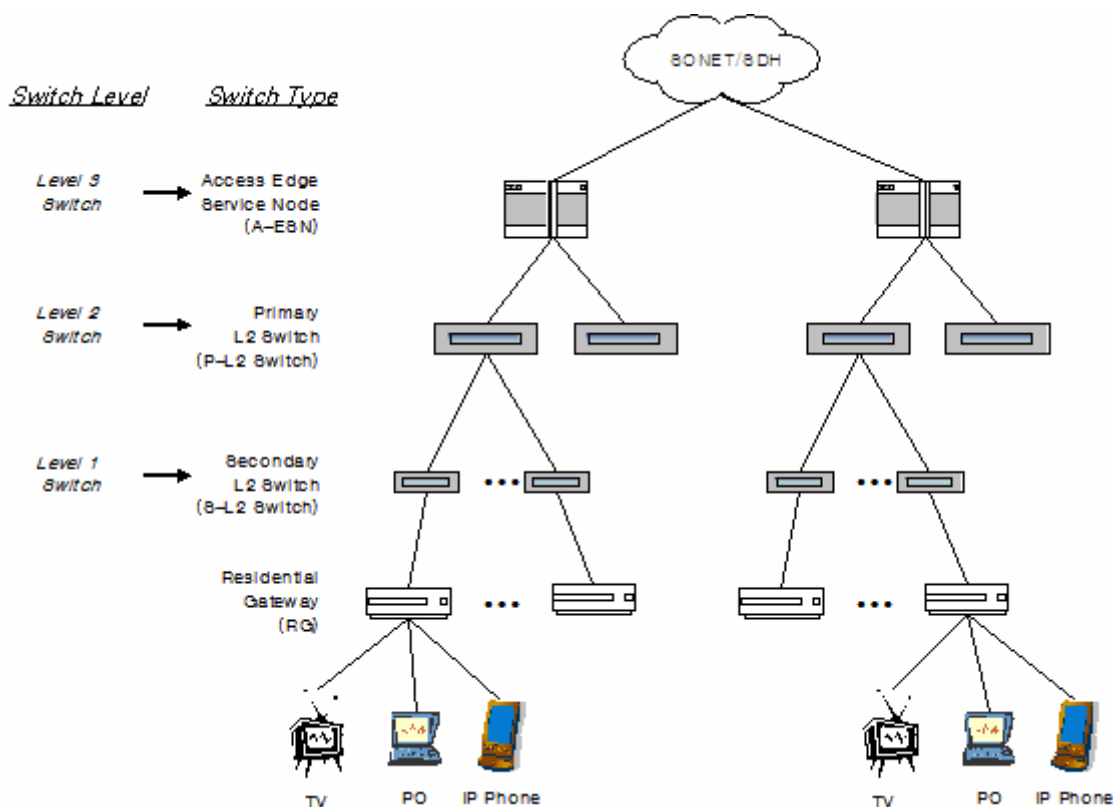 SONET/SDH
Switch Level
Switch Type
Level 3
Switch
Access Edge
Service Node
(A-ESN)
Level 2
Switch
Primary
L2 Switch
(P-L2 Switch)
Level 1
Switch
Secondary
L2 Switch
(S-L2 Switch)
Residential
Gateway
(RG)
TV
PC
IP Phone
TV
PC
IP Phone